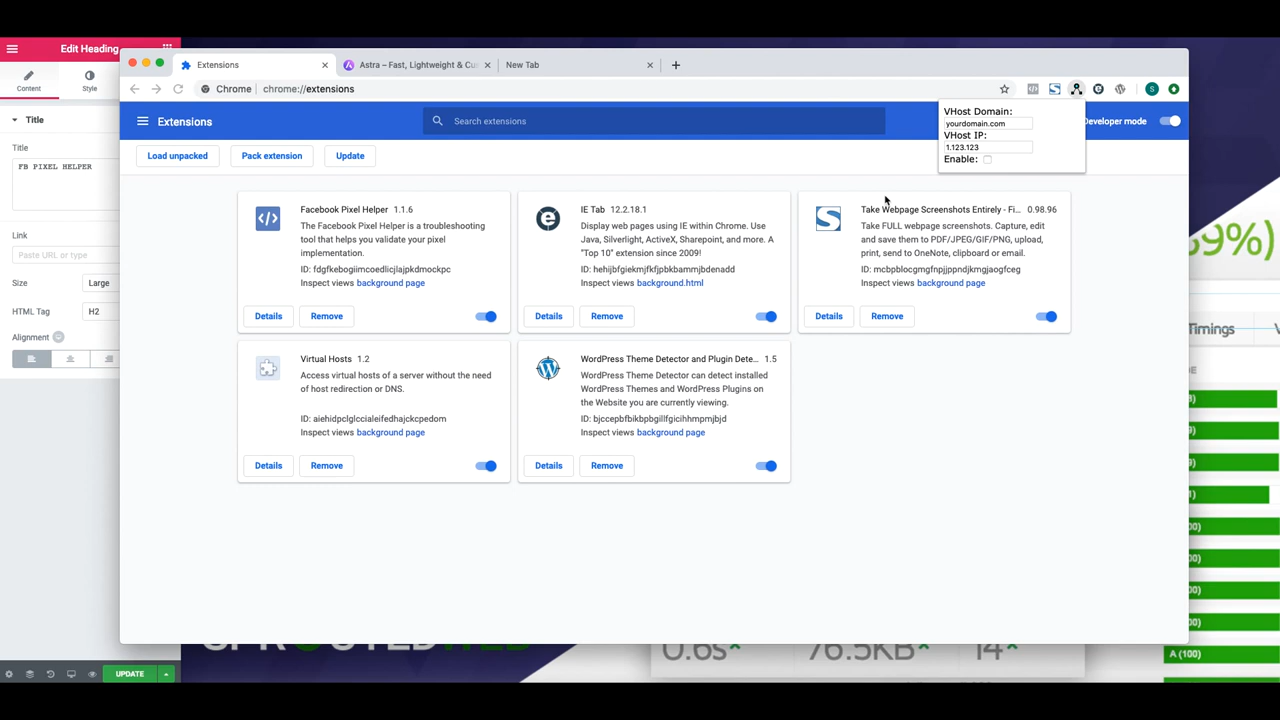 Edit Heading
Content
Style
Title
Title
FB PIXEL HELPER
Link
Paste URL or type
Size
Large
HTML Tag
H2
Alignment
UPDATE
Extensions
Astra – Fast, Lightweight & Cus
New Tab
Chrome
chrome://extensions
S
Extensions
Search extensions
Developer mode
VHost Domain:
yourdomain.com
VHost IP:
1.123.123
Enable:
Load unpacked
Pack extension
Update
Facebook Pixel Helper 1.1.6
The Facebook Pixel Helper is a troubleshooting
tool that helps you validate your pixel
implementation.
ID: fdgfkebogiimcoedlicjlajpkdmockpc
Inspect views background page
Details
Remove
IE Tab 12.2.18.1
Display web pages using IE within Chrome. Use
Java, Silverlight, ActiveX, Sharepoint, and more. A
"Top 10" extension since 2009!
ID: hehijbfgiekmjfkfjpbkbammjbdenadd
Inspect views background.html
Details
Remove
Take Webpage Screenshots Entirely - Fi... 0.98.96
Take FULL webpage screenshots. Capture, edit
and save them to PDF/JPEG/GIF/PNG, upload,
print, send to OneNote, clipboard or email.
ID: mcbpblocgmgfnpjjppndjkmgjaogfceg
Inspect views background page
Details
Remove
Virtual Hosts 1.2
Access virtual hosts of a server without the need
of host redirection or DNS.
ID: aiehidpclglccialeifedhajckcpedom
Inspect views background page
Details
Remove
WordPress Theme Detector and Plugin Dete... 1.5
WordPress Theme Detector can detect installed
WordPress Themes and WordPress Plugins on
the Website you are currently viewing.
ID: bjccepbfbikbpbgillfgicihhmpmjbjd
Inspect views background page
Details
Remove
Timings
0.6s
76.5KB
14
A (100)